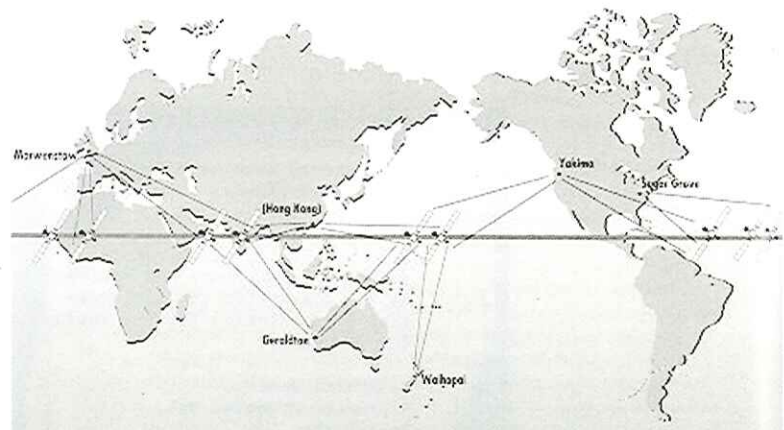 Morwenstow
(Hong Kong)
Yakima
Sugar Grove
Geraldton
Waihopai